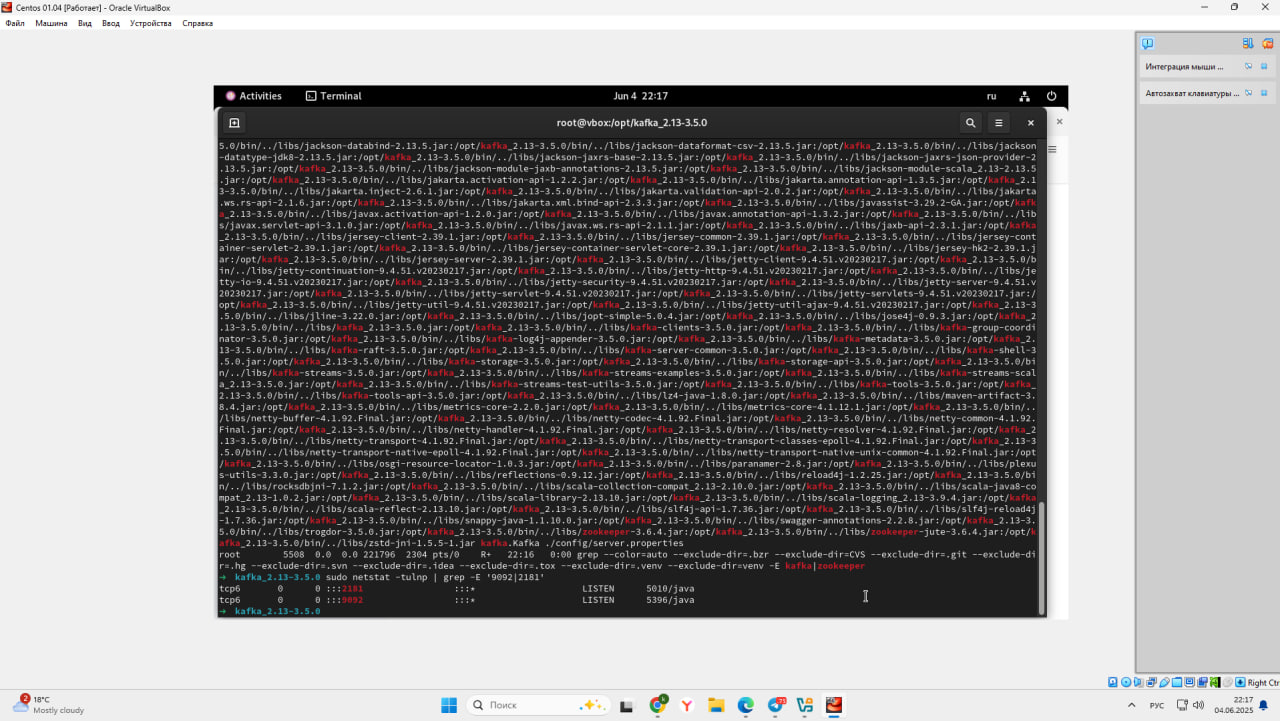 Centos 01.04 [Работает] - Oracle VirtualBox
Файл Машина Вид Ввод Устройства Справка
Интеграция мыши ...
Автозахват клавиатуры ...
Activities Terminal Jun 4 22:17 ru
root@vbox:/opt/kafka_2.13-3.5.0
5.0/bin/../libs/jackson-databind-2.13.5.jar:/opt/kafka_2.13-3.5.0/bin/../libs/jackson-dataformat-csv-2.13.5.jar:/opt/kafka_2.13-3.5.0/bin/../libs/jackson
-datatype-jdk8-2.13.5.jar:/opt/kafka_2.13-3.5.0/bin/../libs/jackson-jaxrs-base-2.13.5.jar:/opt/kafka_2.13-3.5.0/bin/../libs/jackson-jaxrs-json-provider-2
.13.5.jar:/opt/kafka_2.13-3.5.0/bin/../libs/jackson-module-jaxb-annotations-2.13.5.jar:/opt/kafka_2.13-3.5.0/bin/../libs/jackson-module-scala_2.13-2.13.5
.jar:/opt/kafka_2.13-3.5.0/bin/../libs/jakarta.activation-api-1.2.2.jar:/opt/kafka_2.13-3.5.0/bin/../libs/jakarta.annotation-api-1.3.5.jar:/opt/kafka_2.1
3-3.5.0/bin/../libs/jakarta.inject-2.6.1.jar:/opt/kafka_2.13-3.5.0/bin/../libs/jakarta.validation-api-2.0.2.jar:/opt/kafka_2.13-3.5.0/bin/../libs/jakarta
.ws.rs-api-2.1.6.jar:/opt/kafka_2.13-3.5.0/bin/../libs/jakarta.xml.bind-api-2.3.3.jar:/opt/kafka_2.13-3.5.0/bin/../libs/javassist-3.29.2-GA.jar:/opt/kafk
a_2.13-3.5.0/bin/../libs/javax.activation-api-1.2.0.jar:/opt/kafka_2.13-3.5.0/bin/../libs/javax.annotation-api-1.3.2.jar:/opt/kafka_2.13-3.5.0/bin/../lib
s/javax.servlet-api-3.1.0.jar:/opt/kafka_2.13-3.5.0/bin/../libs/javax.ws.rs-api-2.1.1.jar:/opt/kafka_2.13-3.5.0/bin/../libs/jaxb-api-2.3.1.jar:/opt/kafka
_2.13-3.5.0/bin/../libs/jersey-client-2.39.1.jar:/opt/kafka_2.13-3.5.0/bin/../libs/jersey-common-2.39.1.jar:/opt/kafka_2.13-3.5.0/bin/../libs/jersey-cont
ainer-servlet-2.39.1.jar:/opt/kafka_2.13-3.5.0/bin/../libs/jersey-container-servlet-core-2.39.1.jar:/opt/kafka_2.13-3.5.0/bin/../libs/jersey-hk2-2.39.1.j
ar:/opt/kafka_2.13-3.5.0/bin/../libs/jersey-server-2.39.1.jar:/opt/kafka_2.13-3.5.0/bin/../libs/jetty-client-9.4.51.v20230217.jar:/opt/kafka_2.13-3.5.0/b
in/../libs/jetty-continuation-9.4.51.v20230217.jar:/opt/kafka_2.13-3.5.0/bin/../libs/jetty-http-9.4.51.v20230217.jar:/opt/kafka_2.13-3.5.0/bin/../libs/je
tty-io-9.4.51.v20230217.jar:/opt/kafka_2.13-3.5.0/bin/../libs/jetty-security-9.4.51.v20230217.jar:/opt/kafka_2.13-3.5.0/bin/../libs/jetty-server-9.4.51.v
20230217.jar:/opt/kafka_2.13-3.5.0/bin/../libs/jetty-servlet-9.4.51.v20230217.jar:/opt/kafka_2.13-3.5.0/bin/../libs/jetty-servlets-9.4.51.v20230217.jar:/
opt/kafka_2.13-3.5.0/bin/../libs/jetty-util-9.4.51.v20230217.jar:/opt/kafka_2.13-3.5.0/bin/../libs/jetty-util-ajax-9.4.51.v20230217.jar:/opt/kafka_2.13-3
.5.0/bin/../libs/jline-3.22.0.jar:/opt/kafka_2.13-3.5.0/bin/../libs/jopt-simple-5.0.4.jar:/opt/kafka_2.13-3.5.0/bin/../libs/jose4j-0.9.3.jar:/opt/kafka_2
.13-3.5.0/bin/../libs/kafka-clients-3.5.0.jar:/opt/kafka_2.13-3.5.0/bin/../libs/kafka-group-coordi
nator-3.5.0.jar:/opt/kafka_2.13-3.5.0/bin/../libs/kafka-log4j-appender-3.5.0.jar:/opt/kafka_2.13-3.5.0/bin/../libs/kafka-metadata-3.5.0.jar:/opt/kafka_2.
13-3.5.0/bin/../libs/kafka-raft-3.5.0.jar:/opt/kafka_2.13-3.5.0/bin/../libs/kafka-server-common-3.5.0.jar:/opt/kafka_2.13-3.5.0/bin/../libs/kafka-shell-3
.5.0.jar:/opt/kafka_2.13-3.5.0/bin/../libs/kafka-storage-3.5.0.jar:/opt/kafka_2.13-3.5.0/bin/../libs/kafka-storage-api-3.5.0.jar:/opt/kafka_2.13-3.5.0/bi
n/../libs/kafka-streams-3.5.0.jar:/opt/kafka_2.13-3.5.0/bin/../libs/kafka-streams-examples-3.5.0.jar:/opt/kafka_2.13-3.5.0/bin/../libs/kafka-streams-scal
a_2.13-3.5.0.jar:/opt/kafka_2.13-3.5.0/bin/../libs/kafka-streams-test-utils-3.5.0.jar:/opt/kafka_2.13-3.5.0/bin/../libs/kafka-tools-3.5.0.jar:/opt/kafka_
2.13-3.5.0/bin/../libs/kafka-tools-api-3.5.0.jar:/opt/kafka_2.13-3.5.0/bin/../libs/lz4-java-1.8.0.jar:/opt/kafka_2.13-3.5.0/bin/../libs/maven-artifact-3.
8.4.jar:/opt/kafka_2.13-3.5.0/bin/../libs/metrics-core-2.2.0.jar:/opt/kafka_2.13-3.5.0/bin/../libs/metrics-core-4.1.12.1.jar:/opt/kafka_2.13-3.5.0/bin/..
/libs/netty-buffer-4.1.92.Final.jar:/opt/kafka_2.13-3.5.0/bin/../libs/netty-codec-4.1.92.Final.jar:/opt/kafka_2.13-3.5.0/bin/../libs/netty-common-4.1.92.
Final.jar:/opt/kafka_2.13-3.5.0/bin/../libs/netty-handler-4.1.92.Final.jar:/opt/kafka_2.13-3.5.0/bin/../libs/netty-resolver-4.1.92.Final.jar:/opt/kafka_2
.13-3.5.0/bin/../libs/netty-transport-4.1.92.Final.jar:/opt/kafka_2.13-3.5.0/bin/../libs/netty-transport-classes-epoll-4.1.92.Final.jar:/opt/kafka_2.13-3
.5.0/bin/../libs/netty-transport-native-epoll-4.1.92.Final.jar:/opt/kafka_2.13-3.5.0/bin/../libs/netty-transport-native-unix-common-4.1.92.Final.jar:/opt
/kafka_2.13-3.5.0/bin/../libs/osgi-resource-locator-1.0.3.jar:/opt/kafka_2.13-3.5.0/bin/../libs/paranamer-2.8.jar:/opt/kafka_2.13-3.5.0/bin/../libs/plexu
s-utils-3.3.0.jar:/opt/kafka_2.13-3.5.0/bin/../libs/reflections-0.9.12.jar:/opt/kafka_2.13-3.5.0/bin/../libs/reload4j-1.2.25.jar:/opt/kafka_2.13-3.5.0/bi
n/../libs/rocksdbjni-7.1.2.jar:/opt/kafka_2.13-3.5.0/bin/../libs/scala-collection-compat_2.13-2.10.0.jar:/opt/kafka_2.13-3.5.0/bin/../libs/scala-java8-co
mpat_2.13-1.0.2.jar:/opt/kafka_2.13-3.5.0/bin/../libs/scala-library-2.13.10.jar:/opt/kafka_2.13-3.5.0/bin/../libs/scala-logging_2.13-3.9.4.jar:/opt/kafka
_2.13-3.5.0/bin/../libs/scala-reflect-2.13.10.jar:/opt/kafka_2.13-3.5.0/bin/../libs/slf4j-api-1.7.36.jar:/opt/kafka_2.13-3.5.0/bin/../libs/slf4j-reload4j
-1.7.36.jar:/opt/kafka_2.13-3.5.0/bin/../libs/snappy-java-1.1.10.0.jar:/opt/kafka_2.13-3.5.0/bin/../libs/swagger-annotations-2.2.8.jar:/opt/kafka_2.13-3.
5.0/bin/../libs/trogdor-3.5.0.jar:/opt/kafka_2.13-3.5.0/bin/../libs/zookeeper-3.6.4.jar:/opt/kafka_2.13-3.5.0/bin/../libs/zookeeper-jute-3.6.4.jar:/opt/k
afka_2.13-3.5.0/bin/../libs/zstd-jni-1.5.5-1.jar kafka.Kafka ./config/server.properties
root 5508 0.0 0.0 221796 2304 pts/0 R+ 22:16 0:00 grep --color=auto --exclude-dir=.bzr --exclude-dir=CVS --exclude-dir=.git --exclude-di
r=.hg --exclude-dir=.svn --exclude-dir=.idea --exclude-dir=.tox --exclude-dir=.venv --exclude-dir=venv -E kafka|zookeeper
➜ kafka_2.13-3.5.0 sudo netstat -tulnp | grep -E '9092|2181'
tcp6 0 0 :::2181 :::* LISTEN 5010/java
tcp6 0 0 :::9092 :::* LISTEN 5396/java
➜ kafka_2.13-3.5.0
Right Ctrl
2
18°C
Mostly cloudy
Поиск
РУС
22:17
04.06.2025